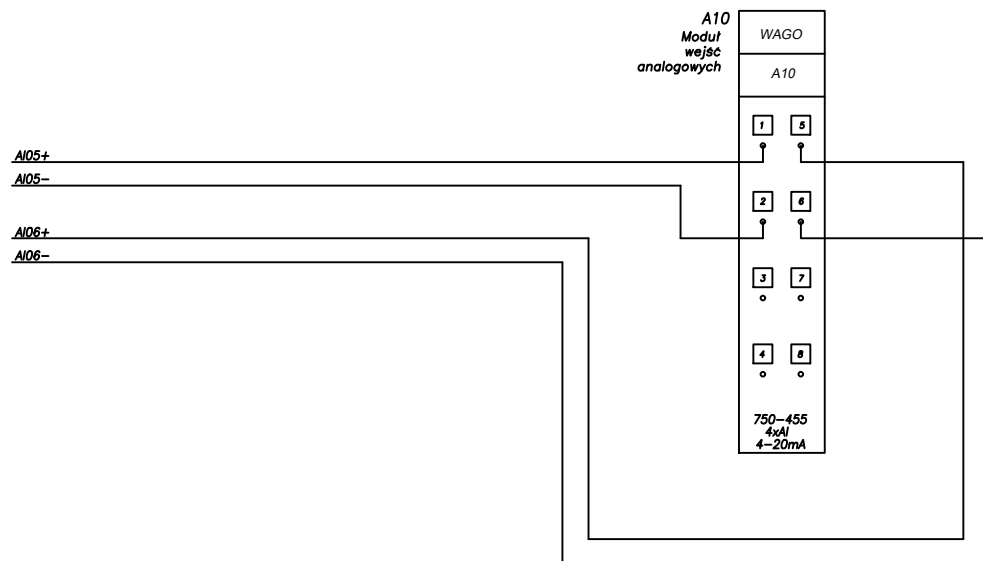 A10
Moduł
wejść
analogowych
WAGO
A10
1 5
AI05+
AI05-
2 6
AI06+
AI06-
3 7
4 8
750-455
4xAI
4-20mA